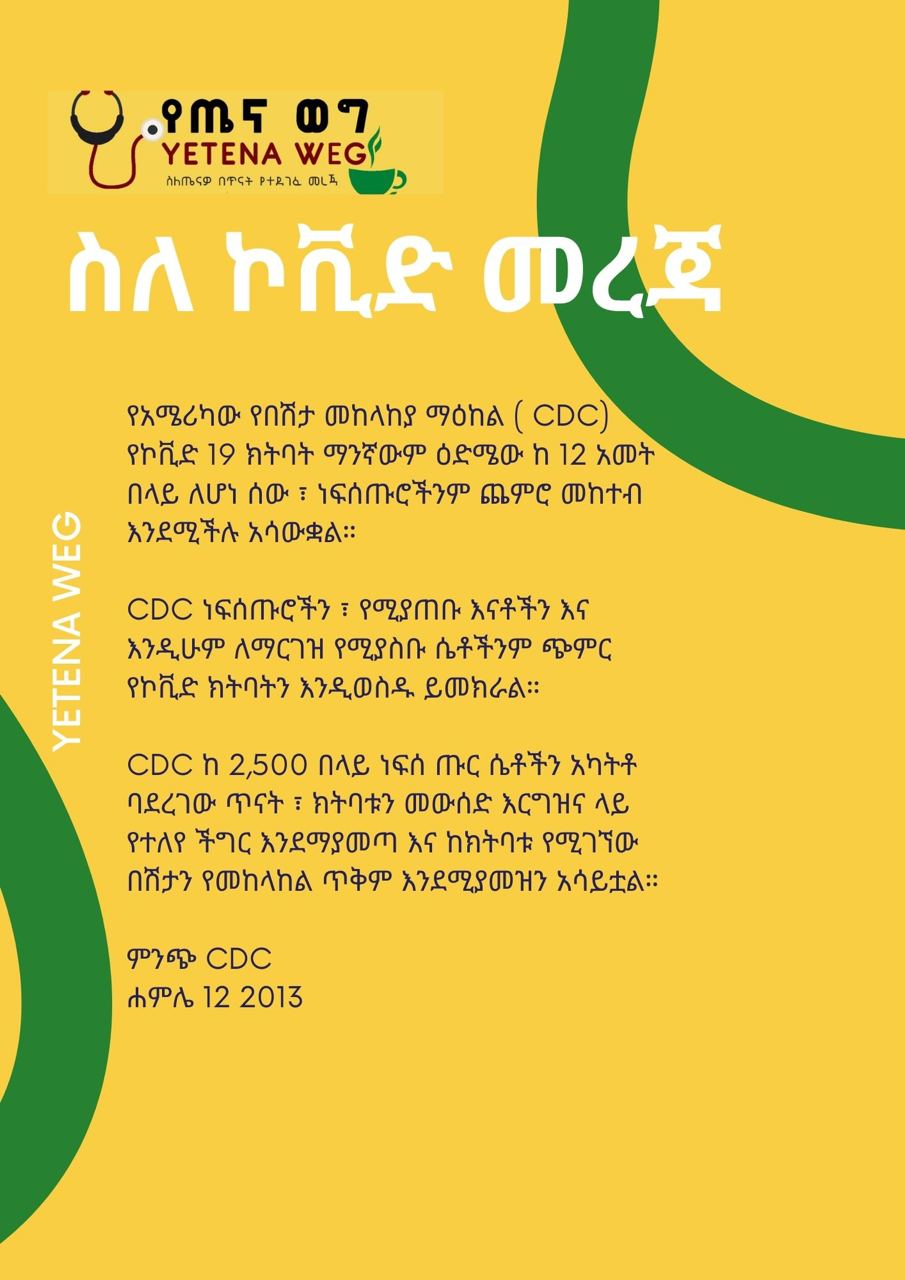 የጤና ወግ
YETENA WEG
ስለጤናዎ በጥናት የተደገፈ መረጃ
ስለ ኮቪድ መረጃ
የአሜሪካው የበሽታ መከላከያ ማዕከል ( CDC)
የኮቪድ 19 ክትባት ማንኛውም ዕድሜው ከ 12 አመት
በላይ ለሆነ ሰው ፣ ነፍሰጡሮችንም ጨምሮ መከተብ
እንደሚችሉ አሳውቋል።
CDC ነፍሰጡሮችን ፣ የሚያጠቡ እናቶችን እና
እንዲሁም ለማርገዝ የሚያስቡ ሴቶችንም ጭምር
የኮቪድ ክትባትን እንዲወስዱ ይመክራል።
CDC ከ 2,500 በላይ ነፍሰ ጡር ሴቶችን አካትቶ
ባደረገው ጥናት ፣ ክትባቱን መውሰድ እርግዝና ላይ
የተለየ ችግር እንደማያመጣ እና ከክትባቱ የሚገኘው
በሽታን የመከላከል ጥቅም እንደሚያመዝን አሳይቷል።
ምንጭ CDC
ሐምሌ 12 2013
YETENA WEG